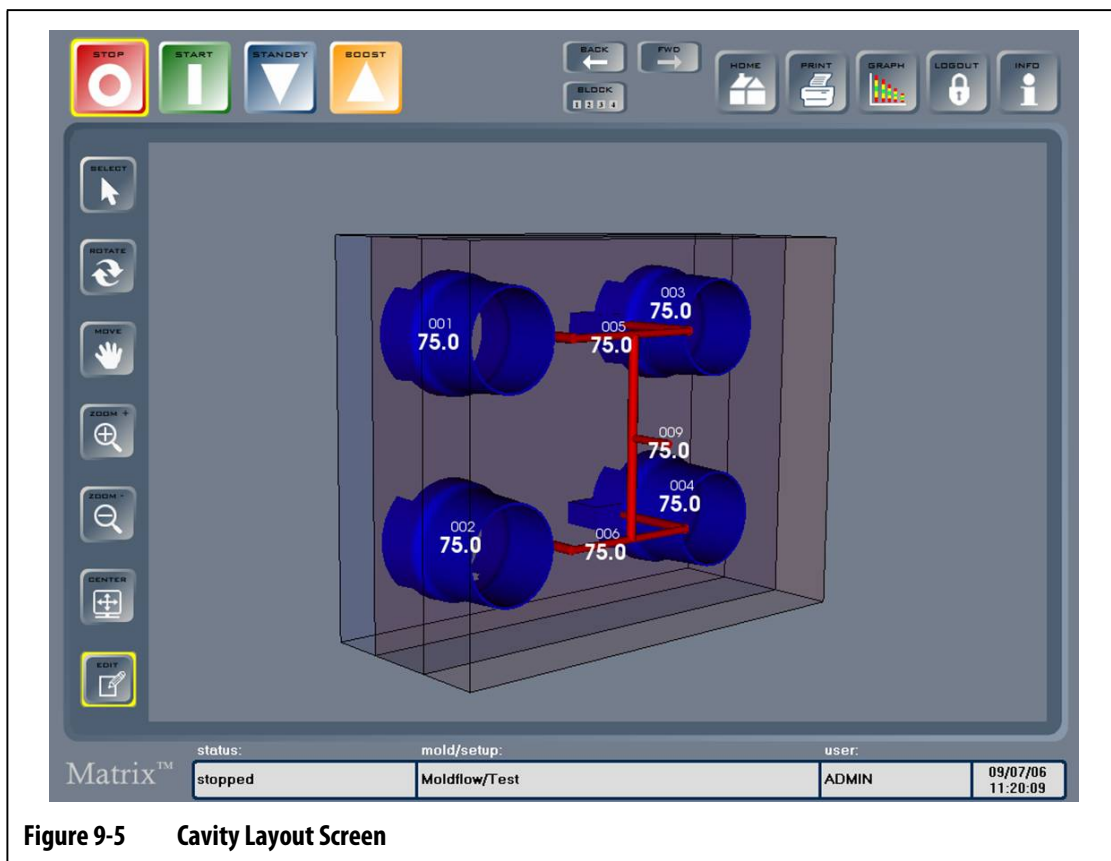 STOP START STANDBY BOOST BACK FWD
BLOCK
1 2 3 4
HOME PRINT GRAPH LOGOUT INFO
SELECT
ROTATE
MOVE
ZOOM +
ZOOM -
CENTER
EDIT
001
75.0
003
75.0
005
75.0
009
75.0
004
75.0
002
75.0
006
75.0
Matrix™
status: mold/setup: user:
stopped Moldflow/Test ADMIN 09/07/06
11:20:09
Figure 9-5 Cavity Layout Screen